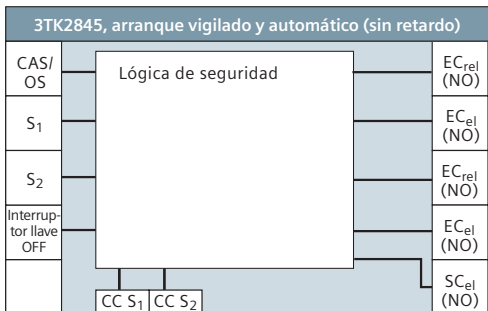 3TK2845, arranque vigilado y automático (sin retardo)
CAS/
OS
S1
S2
Interrup-
tor llave
OFF
Lógica de seguridad
CC S1
CC S2
ECrel
(NO)
ECel
(NO)
ECrel
(NO)
ECel
(NO)
SCel
(NO)